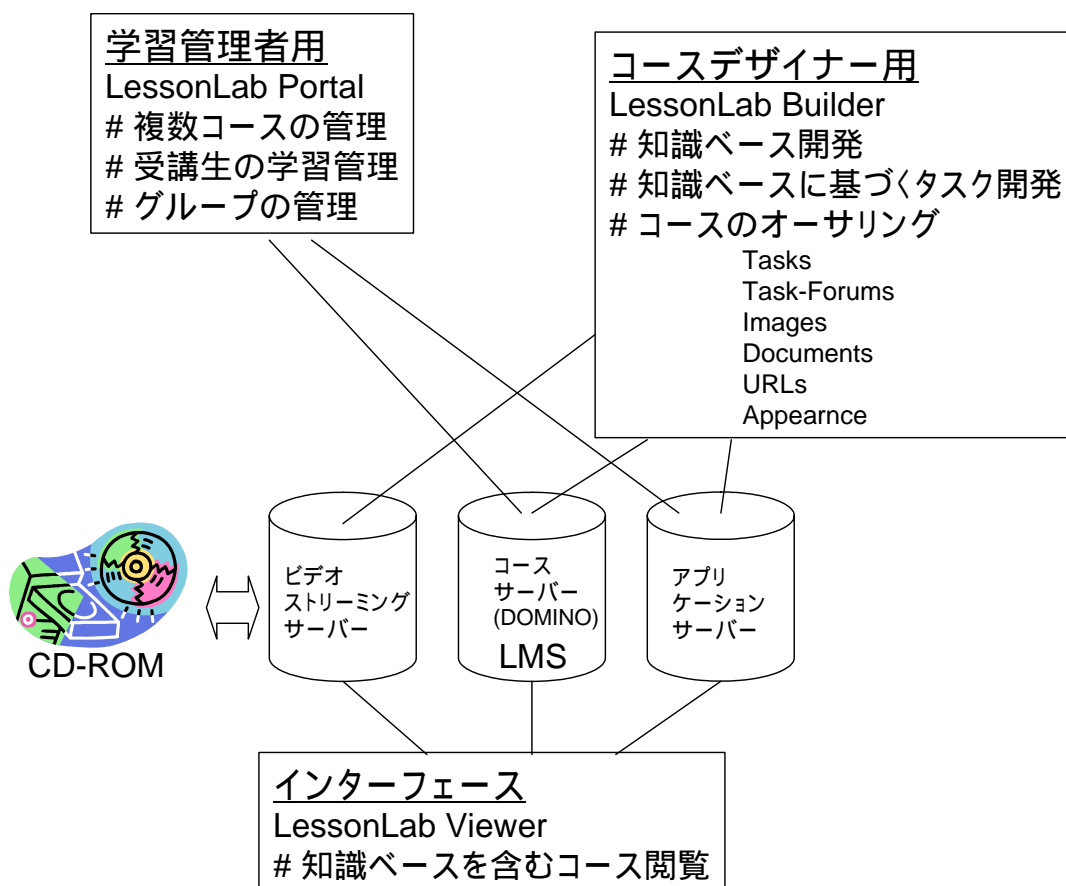 学習管理者用
LessonLab Portal
# 複数コースの管理
# 受講生の学習管理
# グループの管理
コースデザイナー用
LessonLab Builder
# 知識ベース開発
# 知識ベースに基づくタスク開発
# コースのオーサリング
Tasks
Task-Forums
Images
Documents
URLs
Appearnce
CD-ROM
ビデオ
ストリーミング
サーバー
コース
サーバー
(DOMINO)
LMS
アプリ
ケーション
サーバー
インターフェース
LessonLab Viewer
# 知識ベースを含むコース閲覧